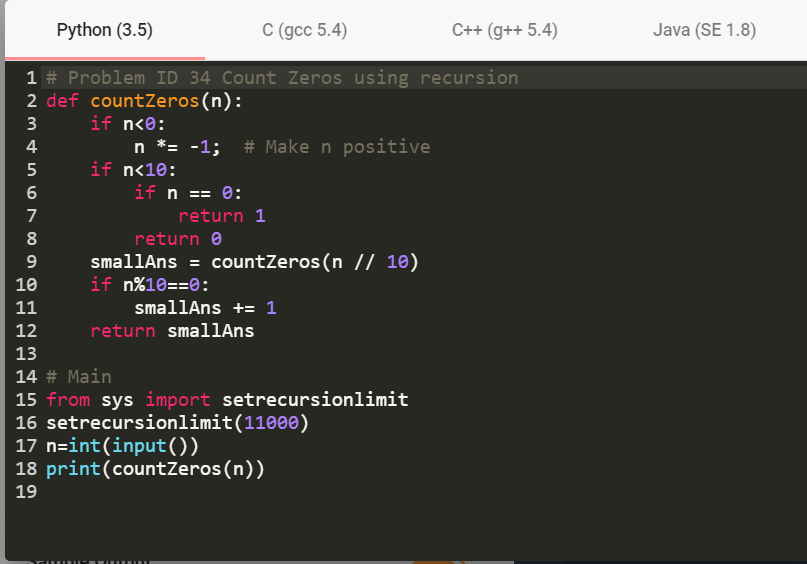 Python (3.5) C (gcc 5.4) C++ (g++ 5.4) Java (SE 1.8)
1 # Problem ID 34 Count Zeros using recursion
2 def countZeros(n):
3     if n<0:
4         n *= -1;  # Make n positive
5     if n<10:
6         if n == 0:
7             return 1
8         return 0
9     smallAns = countZeros(n // 10)
10     if n%10==0:
11         smallAns += 1
12     return smallAns
13
14 # Main
15 from sys import setrecursionlimit
16 setrecursionlimit(11000)
17 n=int(input())
18 print(countZeros(n))
19